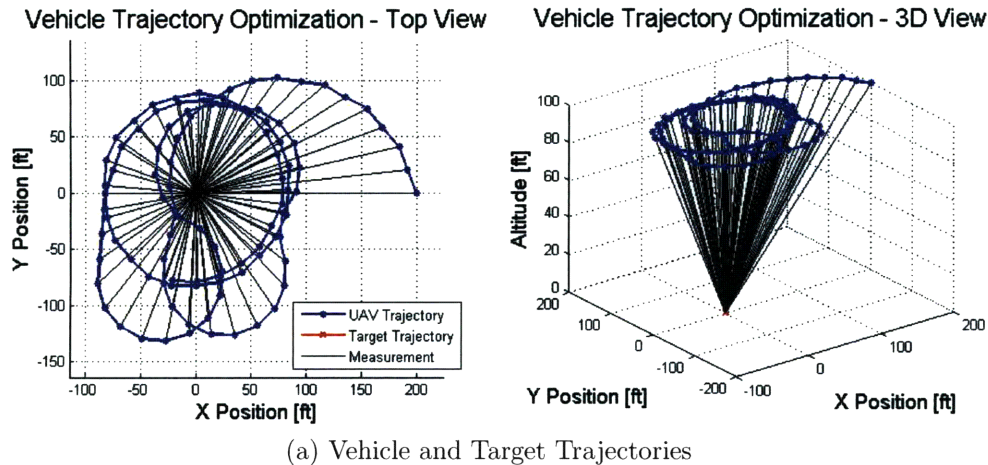 Vehicle Trajectory Optimization - Top View
100
50
0
-50
-100
-150
Y Position [ft]
-100 -50 0 50 100 150 200
X Position [ft]
UAV Trajectory
Target Trajectory
Measurement
Vehicle Trajectory Optimization - 3D View
100
80
60
40
20
0
Altitude [ft]
200
100
0
-100
-200
Y Position [ft]
-100
0
100
200
X Position [ft]
(a) Vehicle and Target Trajectories